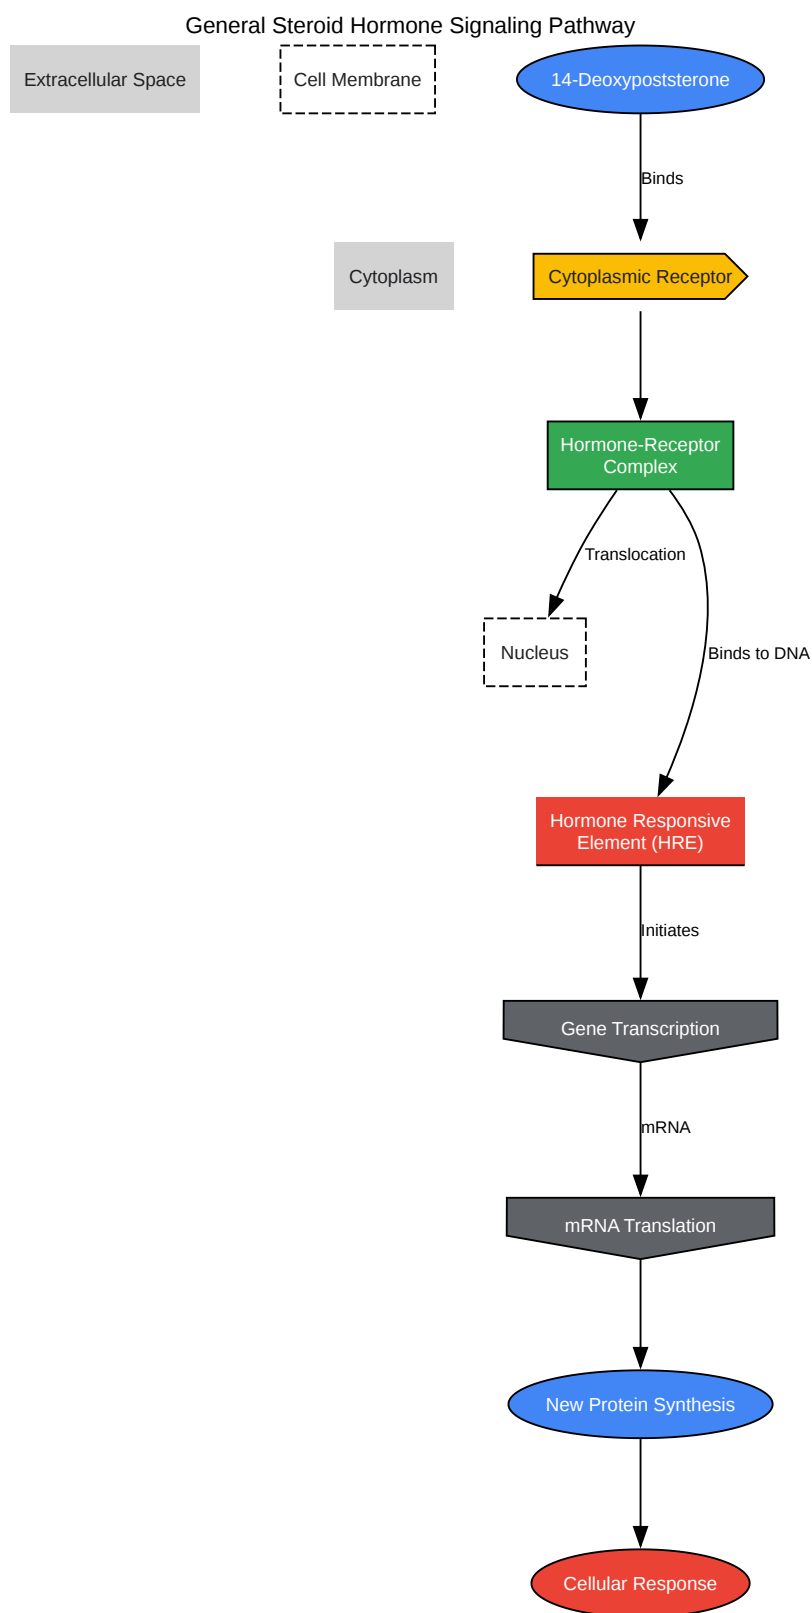 General Steroid Hormone Signaling Pathway
Extracellular Space
Cell Membrane
14-Deoxypoststerone
Binds
Cytoplasm
Cytoplasmic Receptor
Hormone-Receptor
Complex
Translocation
Nucleus
Binds to DNA
Hormone Responsive
Element (HRE)
Initiates
Gene Transcription
mRNA
mRNA Translation
New Protein Synthesis
Cellular Response